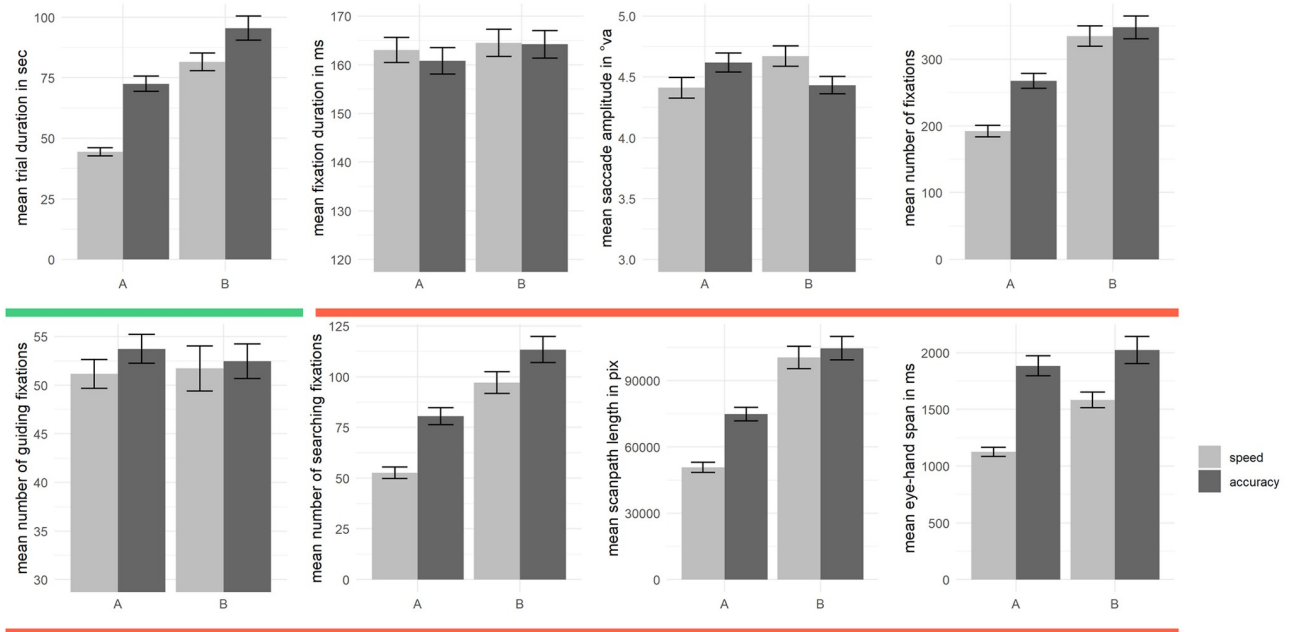 mean trial duration in sec
100
75
50
25
0
A B
mean fixation duration in ms
170
160
150
140
130
120
A B
mean saccade amplitude in °va
5.0
4.5
4.0
3.5
3.0
A B
mean number of fixations
300
200
100
0
A B
mean number of guiding fixations
55
50
45
40
35
30
A B
mean number of searching fixations
125
100
75
50
25
0
A B
mean scanpath length in pix
90000
60000
30000
0
A B
mean eye-hand span in ms
2000
1500
1000
500
0
A B
speed
accuracy